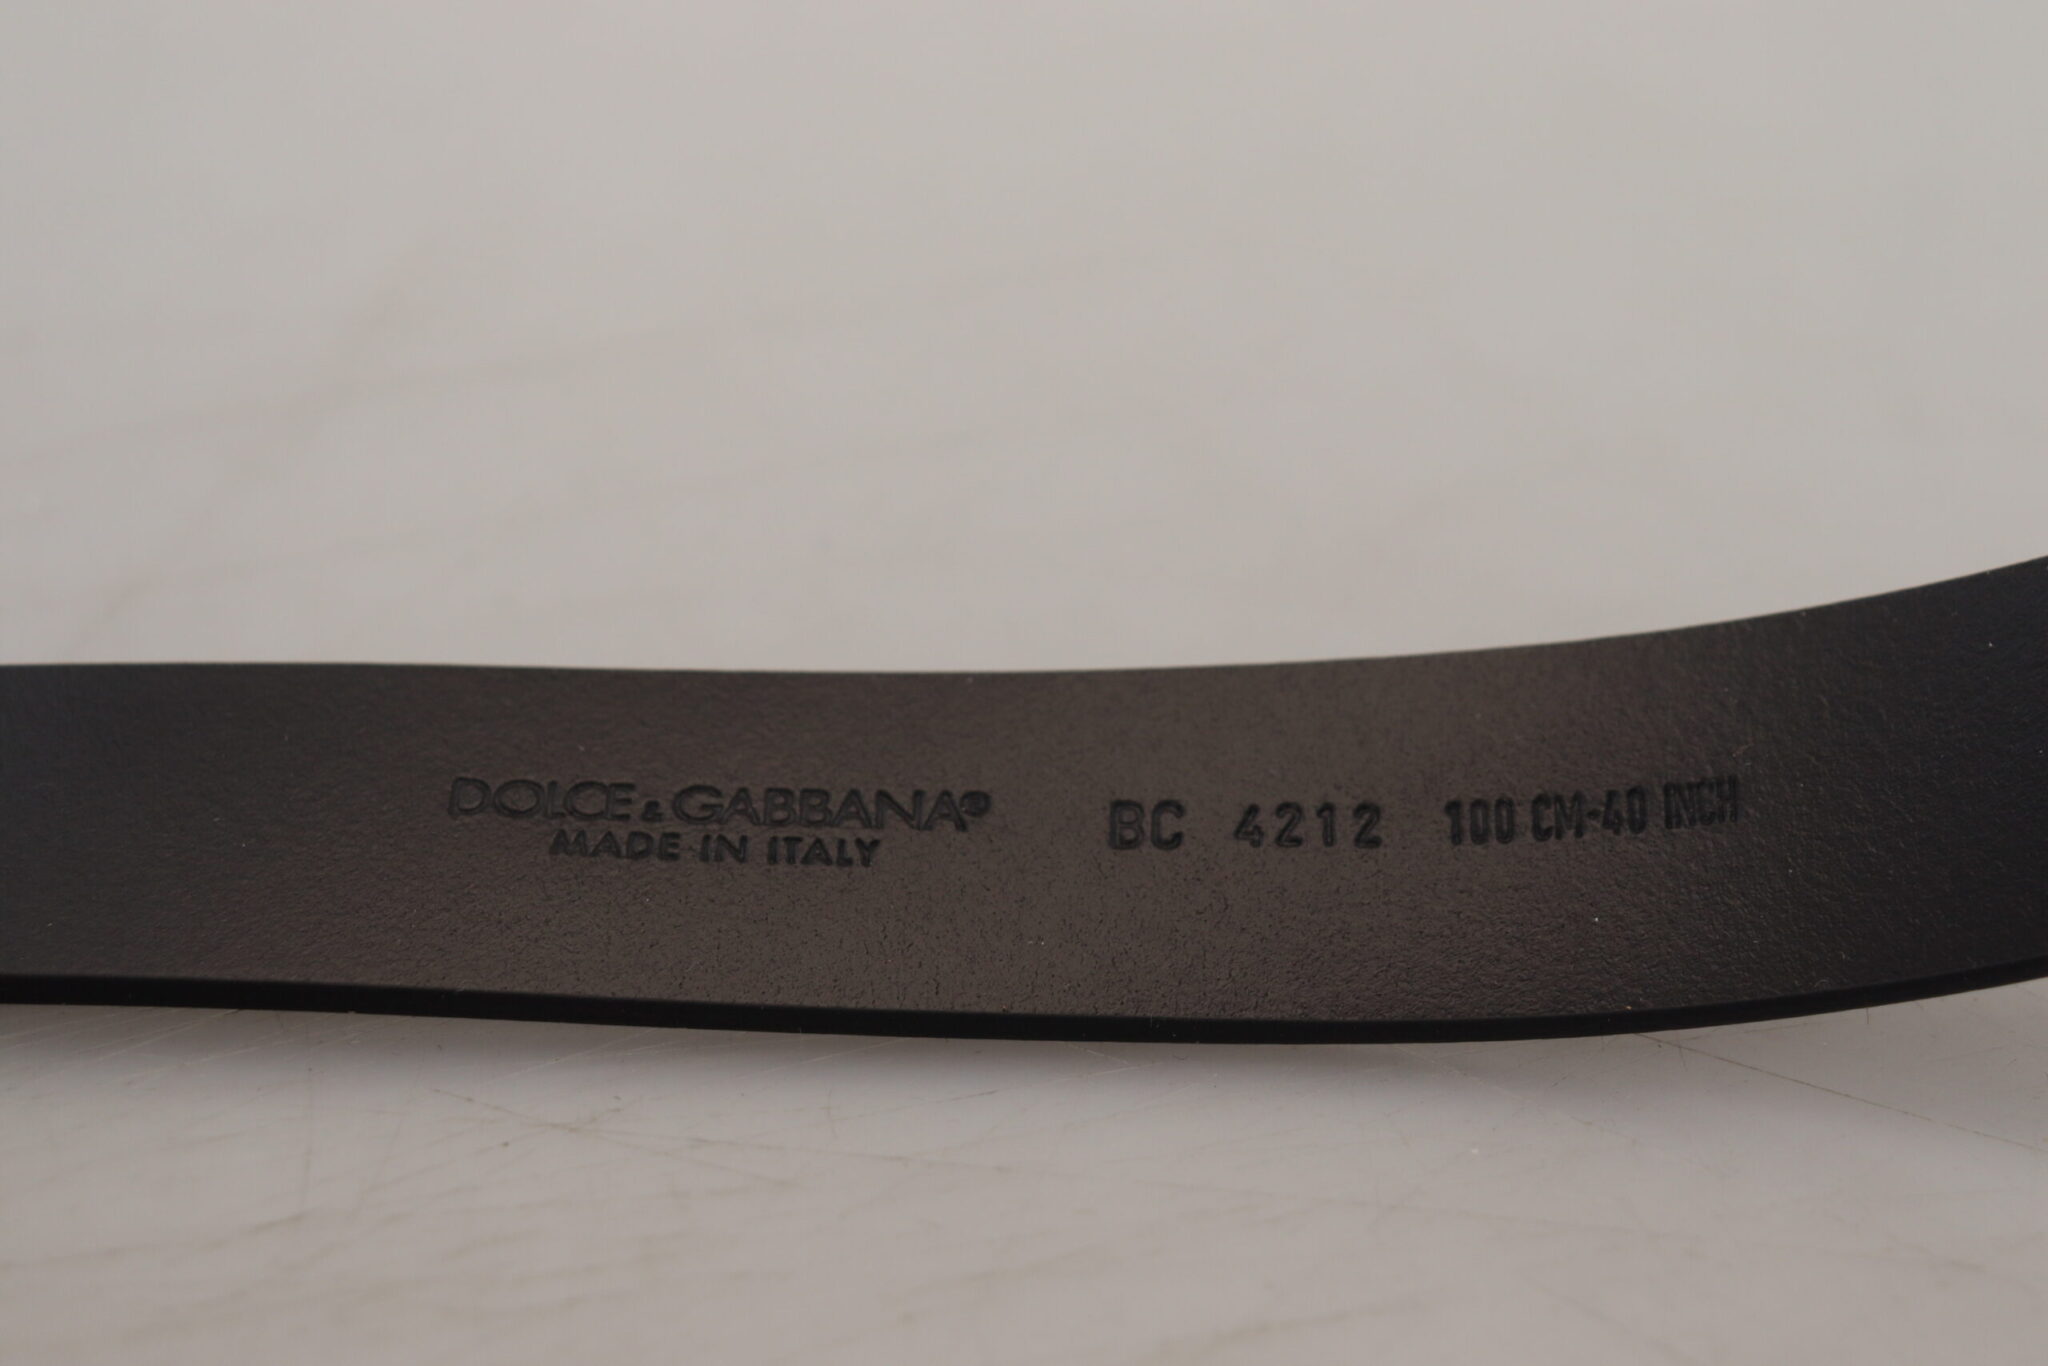 DOLCE & GABBANA® BC 4212 100 CM-40 INCH
MADE IN ITALY